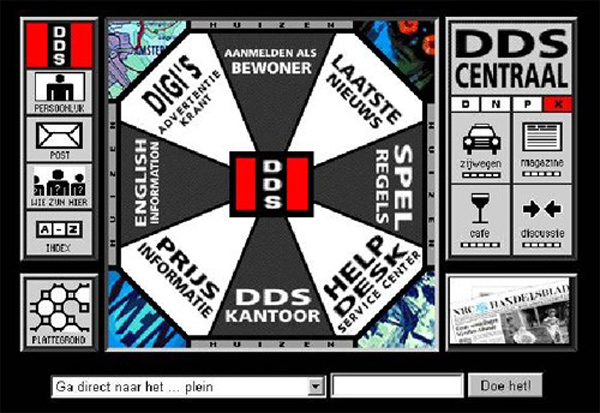 DDS
PERSOONLIJK
POST
WIE ZIJN HIER
A-Z
INDEX
PLATTEGROND
HUIZEN
AANMELDEN ALS
BEWONER
LAATSTE
NIEUWS
SPEL
REGELS
HELP
DESK
SERVICE CENTER
DDS
KANTOOR
PRIJS
INFORMATIE
ENGLISH
INFORMATION
DIGI'S
ADVERTENTIE
KRANT
DDS
HUIZEN
HUIZEN
HUIZEN
AMSTER
DDS
CENTRAAL
D N P X
zijwegen
magazine
cafe
discussie
NRC HANDELSBLAD
Ga direct naar het ... plein
Doe het!